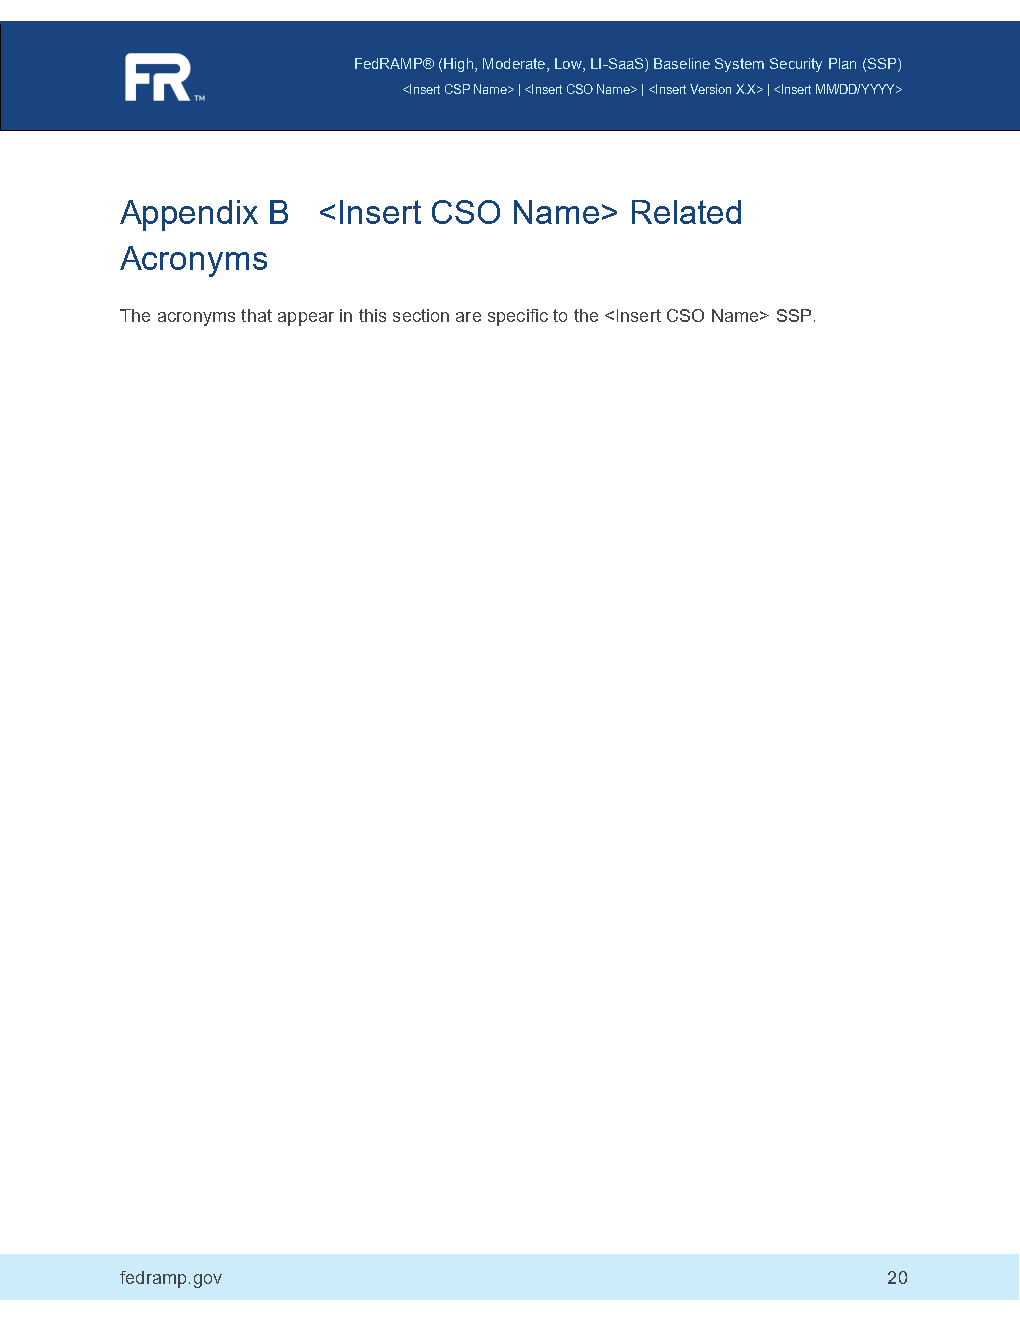 FR™
FedRAMP® (High, Moderate, Low, LI-SaaS) Baseline System Security Plan (SSP)
<Insert CSP Name> | <Insert CSO Name> | <Insert Version X.X> | <Insert MM/DD/YYYY>
Appendix B <Insert CSO Name> Related
Acronyms
The acronyms that appear in this section are specific to the <Insert CSO Name> SSP.
fedramp.gov 20